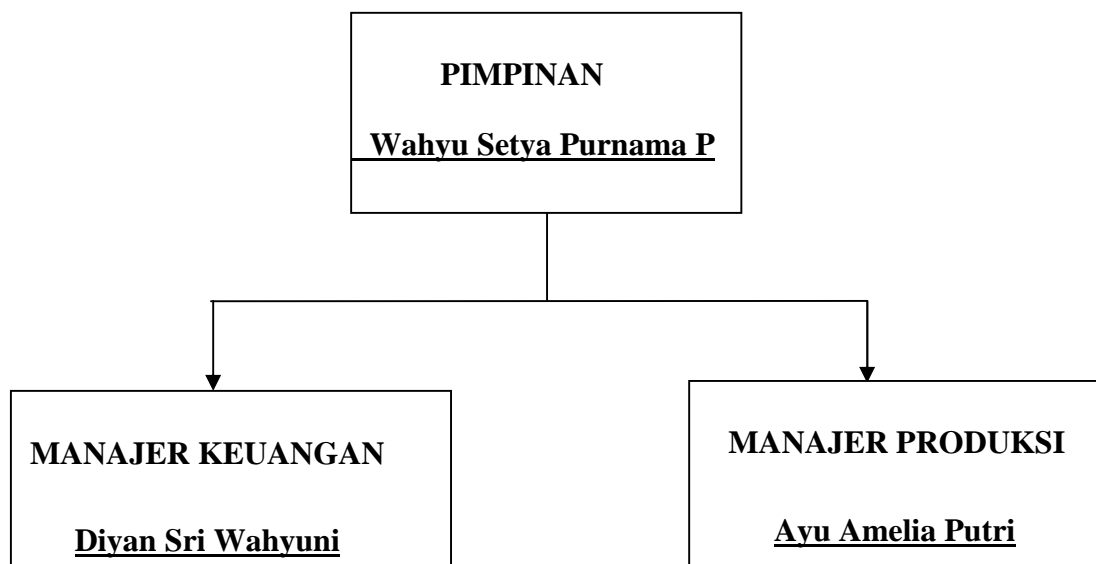 PIMPINAN
Wahyu Setya Purnama P
MANAJER KEUANGAN
Diyan Sri Wahyuni
MANAJER PRODUKSI
Ayu Amelia Putri